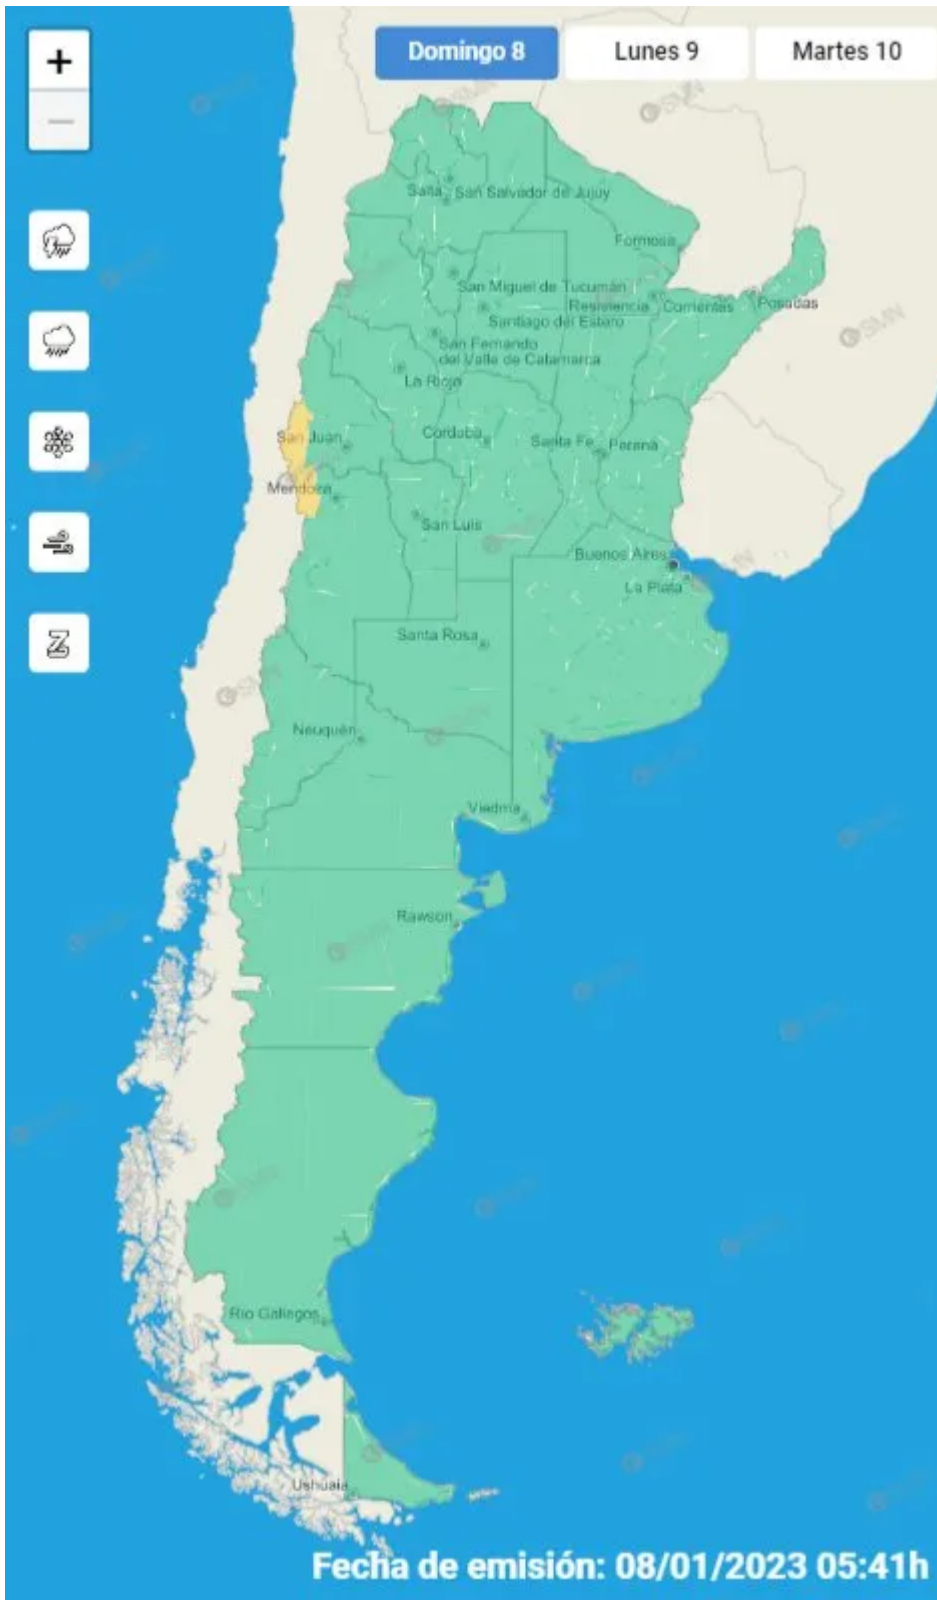 +
Domingo 8
Lunes 9
Martes 10
−
SMN
Salta
San Salvador de Jujuy
Formosa
San Miguel de Tucumán
Resistencia
Corrientes
Posadas
Santiago del Estero
San Fernando
del Valle de Catamarca
La Rioja
San Juan
Córdoba
Santa Fe
Paraná
Mendoza
San Luis
Buenos Aires
La Plata
Santa Rosa
Neuquén
Viedma
Rawson
Río Gallegos
Ushuaia
Fecha de emisión: 08/01/2023 05:41h